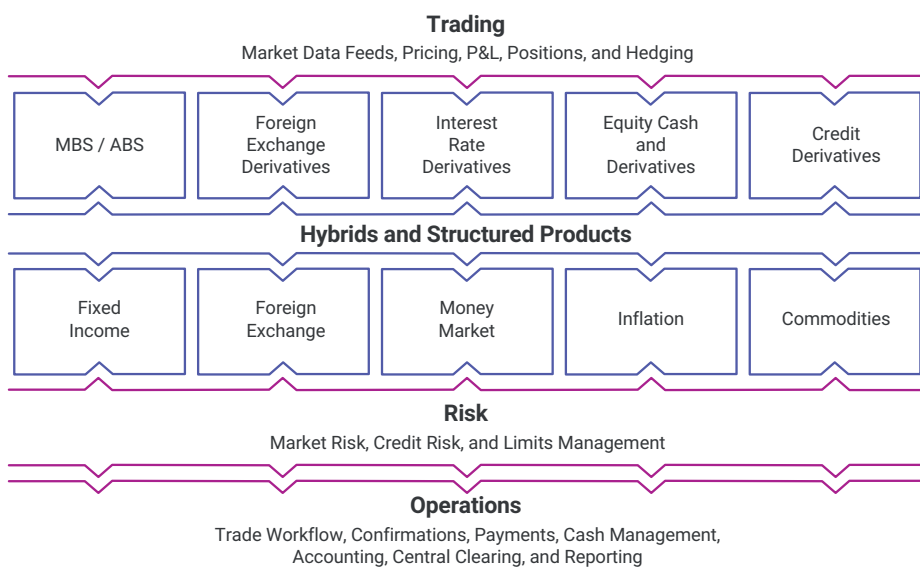 Trading
Market Data Feeds, Pricing, P&L, Positions, and Hedging
MBS / ABS
Foreign
Exchange
Derivatives
Interest
Rate
Derivatives
Equity Cash
and
Derivatives
Credit
Derivatives
Hybrids and Structured Products
Fixed
Income
Foreign
Exchange
Money
Market
Inflation
Commodities
Risk
Market Risk, Credit Risk, and Limits Management
Operations
Trade Workflow, Confirmations, Payments, Cash Management,
Accounting, Central Clearing, and Reporting